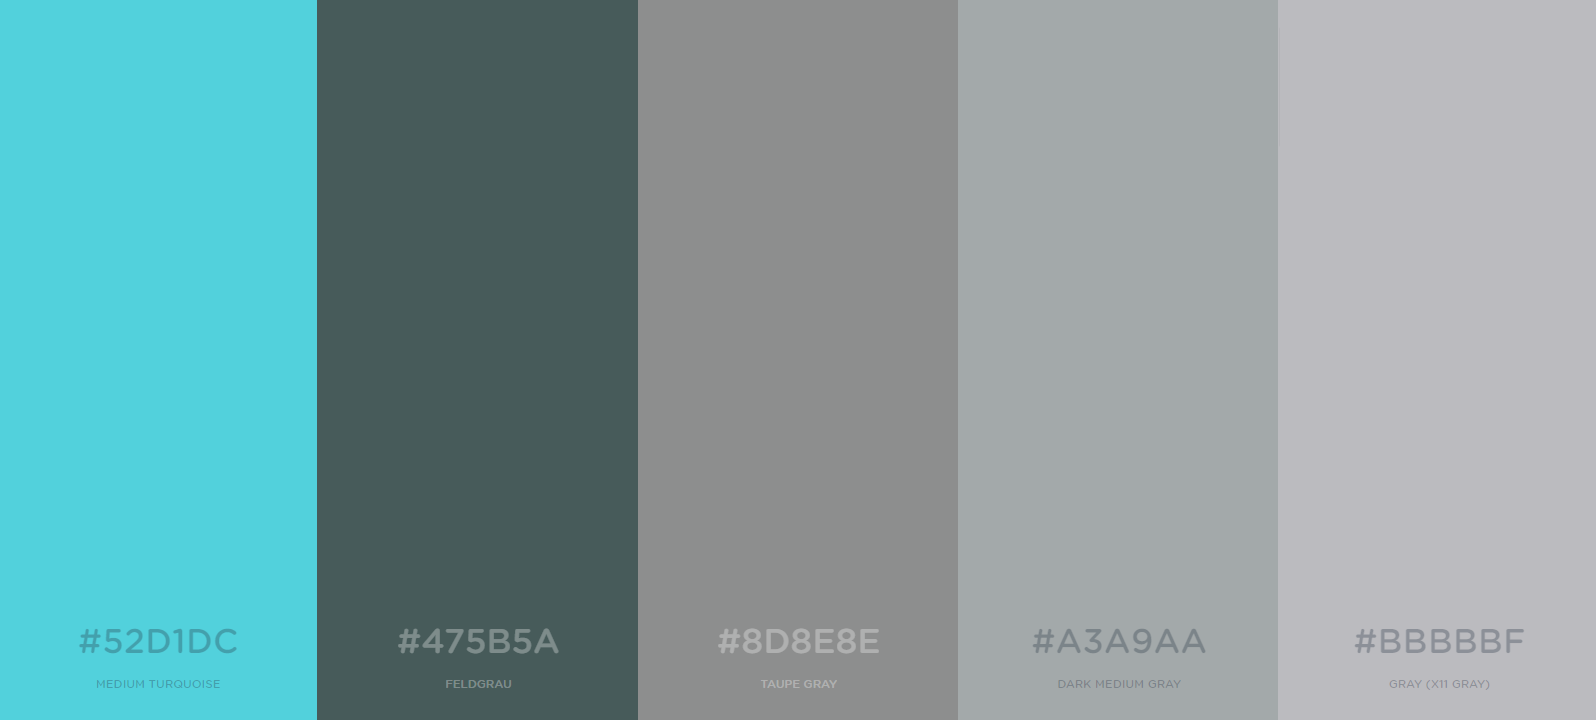 #52D1DC
MEDIUM TURQUOISE
#475B5A
FELDGRAU
#8D8E8E
TAUPE GRAY
#A3A9AA
DARK MEDIUM GRAY
#BBBBBF
GRAY (X11 GRAY)